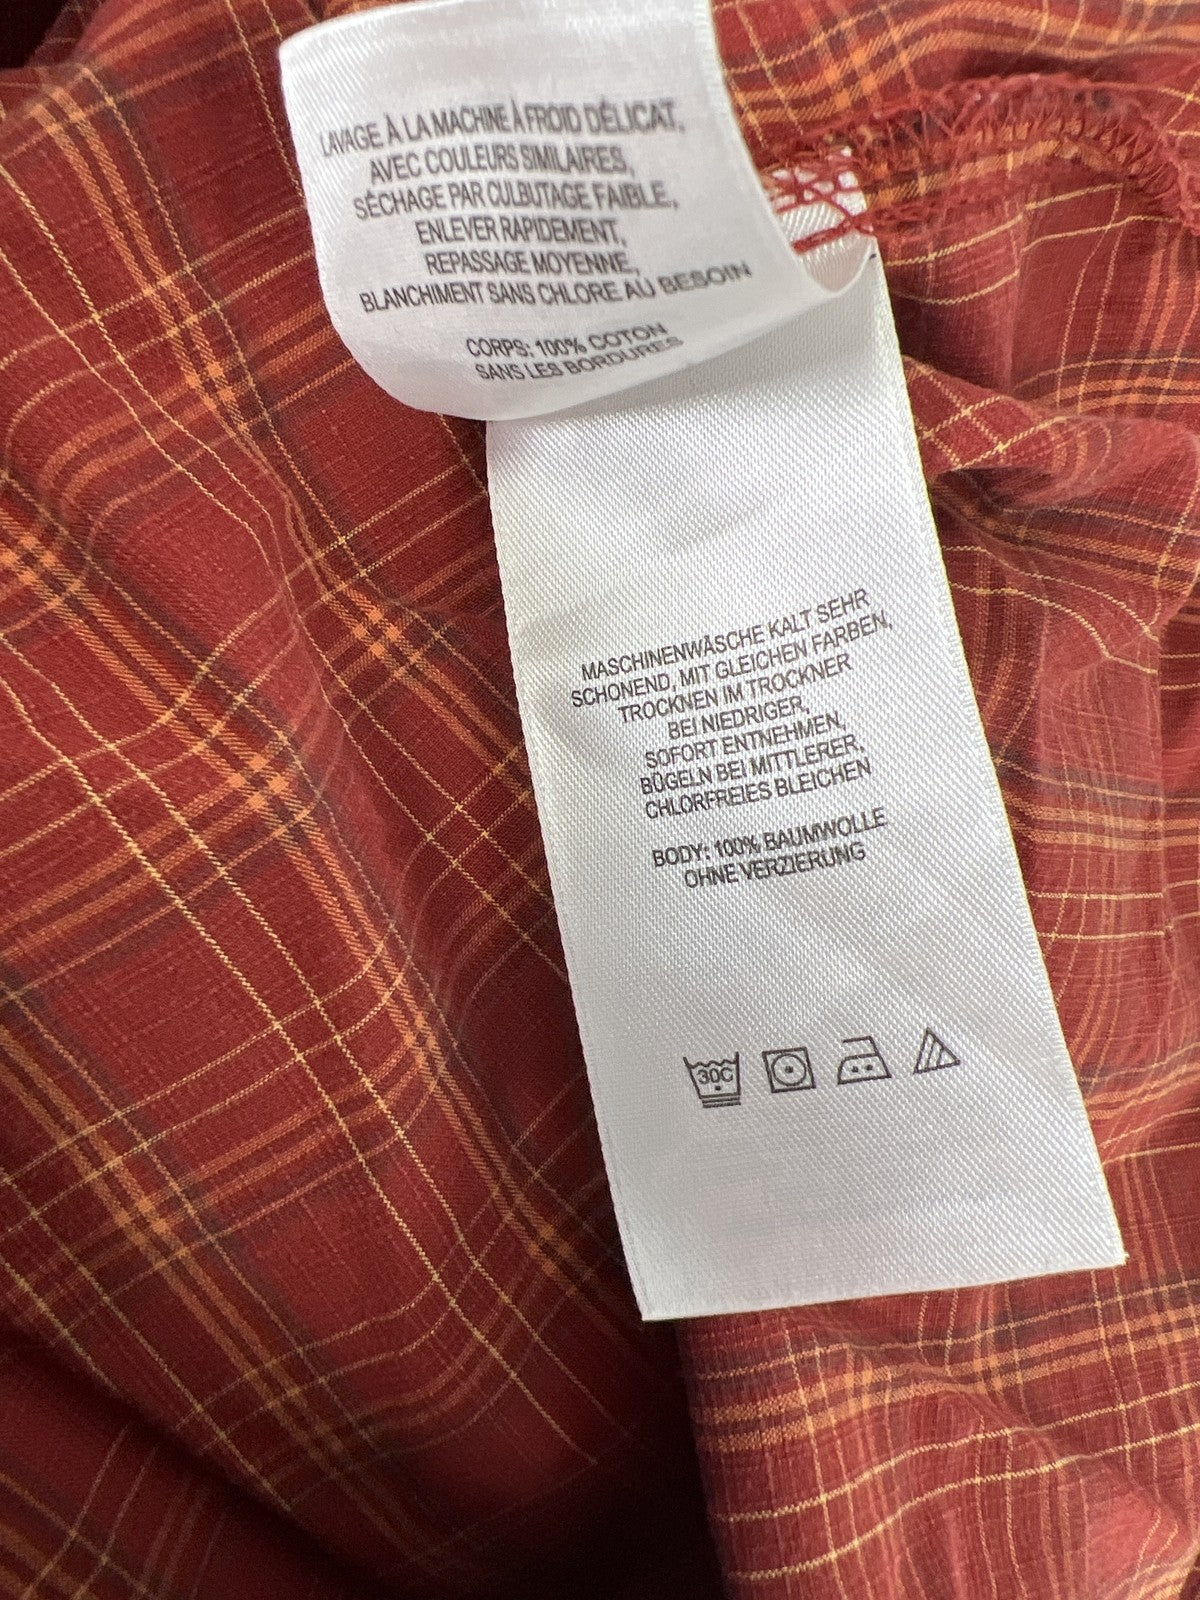 LAVAGE À LA MACHINE À FROID DÉLICAT,
AVEC COULEURS SIMILAIRES,
SÉCHAGE PAR CULBUTAGE FAIBLE,
ENLEVER RAPIDEMENT,
REPASSAGE MOYENNE,
BLANCHIMENT SANS CHLORE AU BESOIN
CORPS: 100% COTON
SANS LES BORDURES
MASCHINENWÄSCHE KALT SEHR
SCHONEND, MIT GLEICHEN FARBEN,
TROCKNEN IM TROCKNER
BEI NIEDRIGER,
SOFORT ENTNEHMEN,
BÜGELN BEI MITTLERER,
CHLORFREIES BLEICHEN
BODY: 100% BAUMWOLLE
OHNE VERZIERUNG
30C